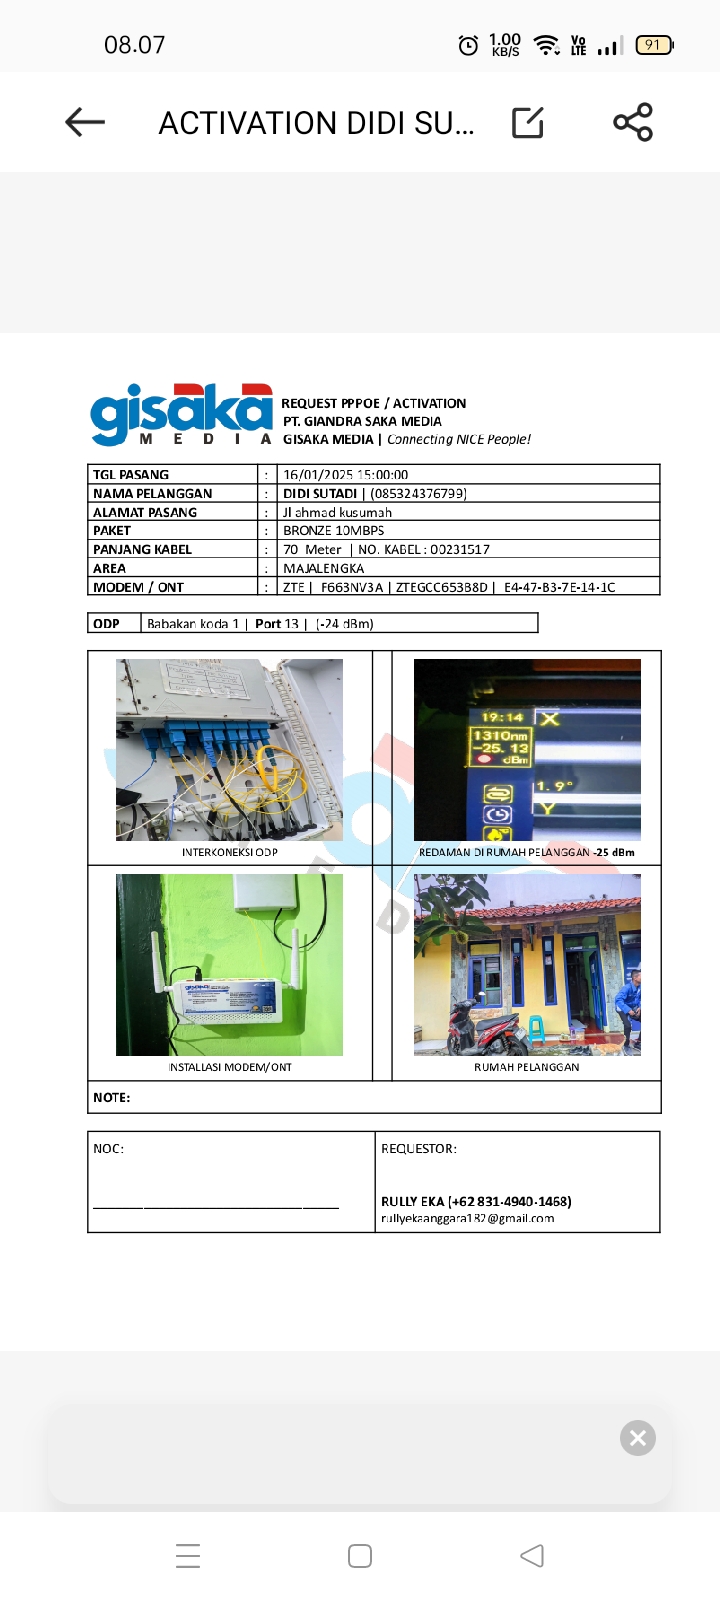 08.07
1.00
KB/S
Vo
LTE
91
ACTIVATION DIDI SU...
gisaka
MEDIA
REQUEST PPPOE / ACTIVATION
PT. GIANDRA SAKA MEDIA
GISAKA MEDIA | Connecting NICE People!
TGL PASANG : 16/01/2025 15:00:00
NAMA PELANGGAN : DIDI SUTADI | (085324376799)
ALAMAT PASANG : Jl ahmad kusumah
PAKET : BRONZE 10MBPS
PANJANG KABEL : 70 Meter | NO. KABEL : 00231517
AREA : MAJALENGKA
MODEM / ONT : ZTE | F663NV3A | ZTEGCC653B8D | E4-47-B3-7E-14-1C
ODP Babakan koda 1 | Port 13 | (-24 dBm)
19:14 X
1310nm
-25.13
dBm
1.9°
Y
INTERKONEKSI ODP
REDAMAN DI RUMAH PELANGGAN -25 dBm
gisaka
INSTALLASI MODEM/ONT
RUMAH PELANGGAN
NOTE:
NOC:
REQUESTOR:
RULLY EKA (+62 831-4940-1468)
rullyekaanggara182@gmail.com